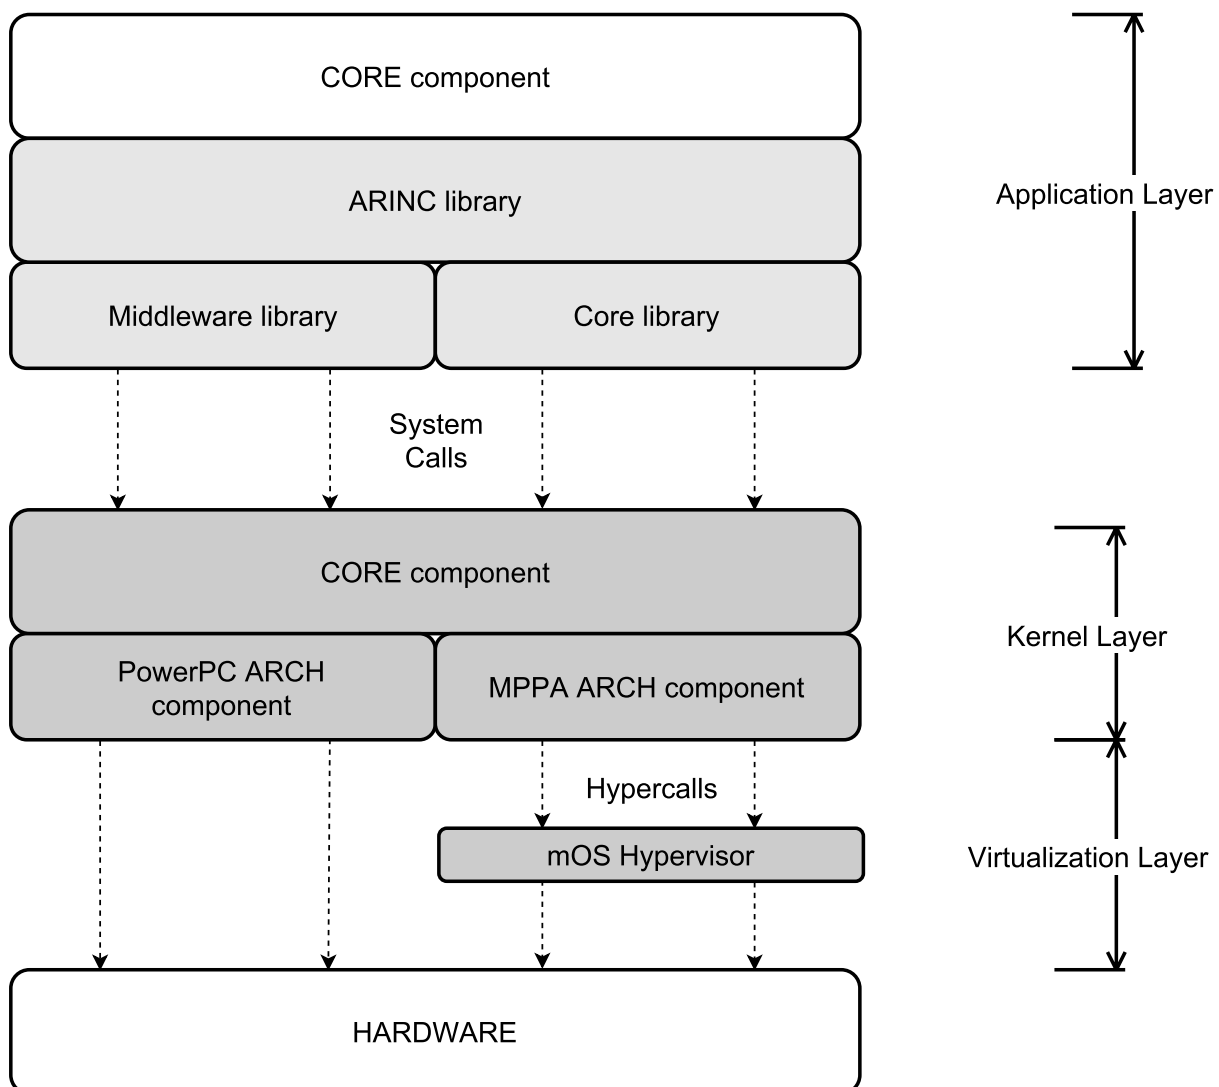 CORE component
ARINC library
Application Layer
Middleware library
Core library
System
Calls
CORE component
Kernel Layer
PowerPC ARCH
component
MPPA ARCH component
Hypercalls
mOS Hypervisor
Virtualization Layer
HARDWARE